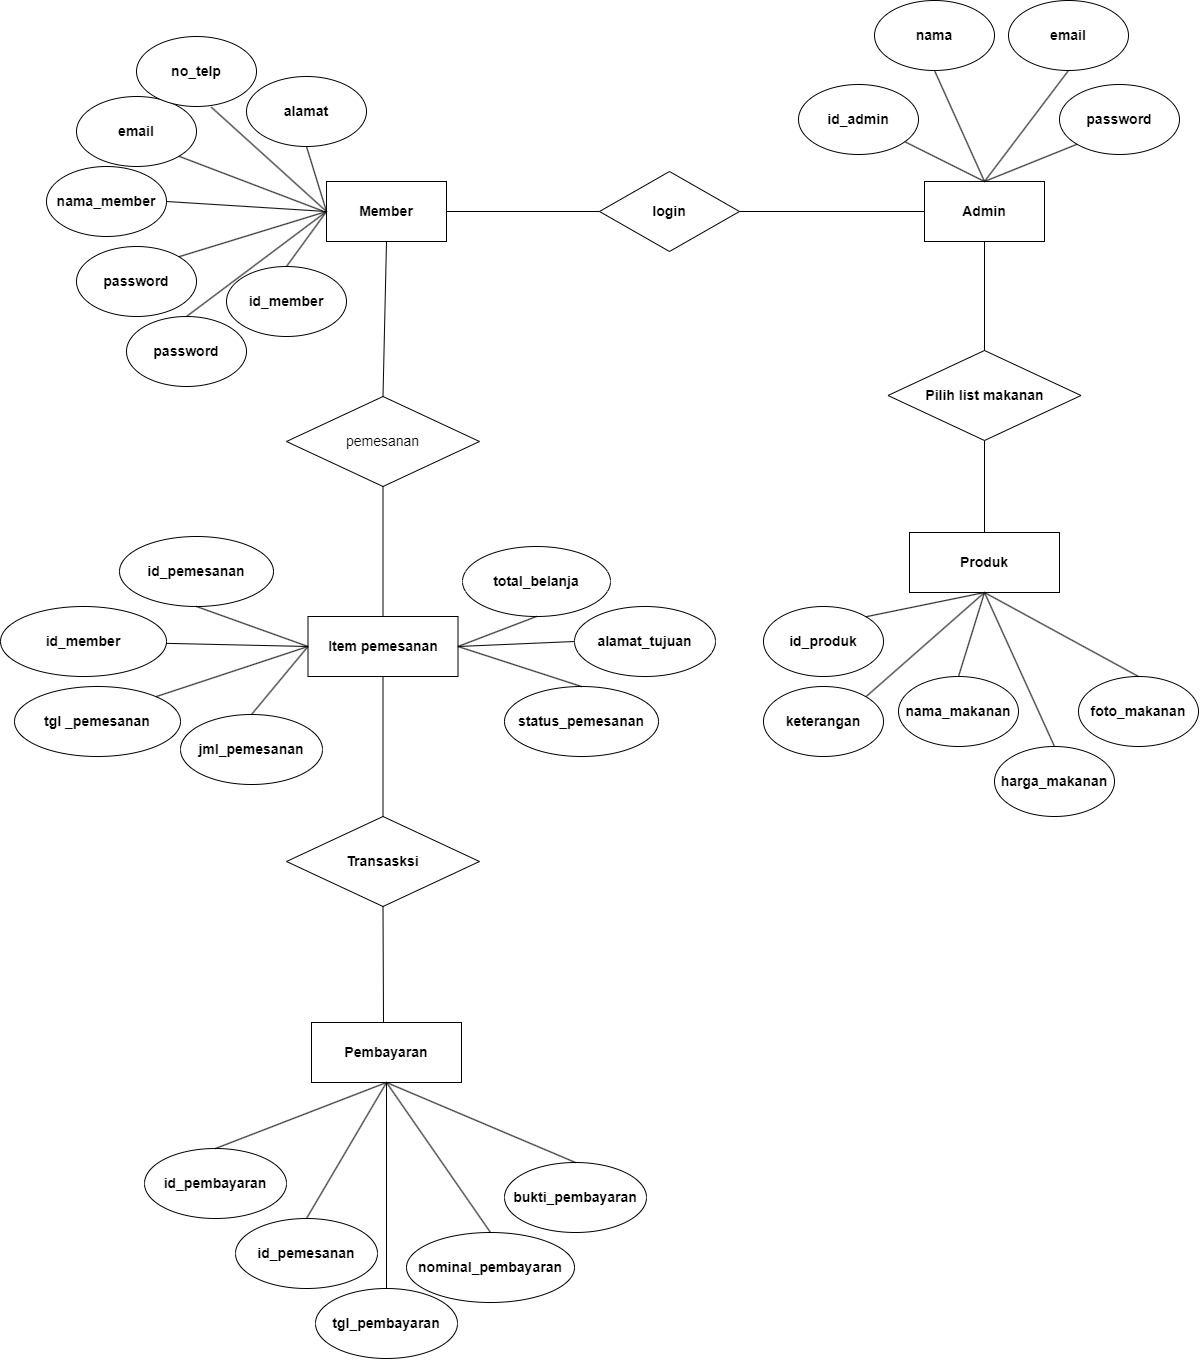 nama
email
no_telp
alamat
id_admin
password
email
nama_member
Member
login
Admin
password
id_member
password
Pilih list makanan
pemesanan
Produk
id_pemesanan
total_belanja
id_member
Item pemesanan
alamat_tujuan
id_produk
tgl _pemesanan
jml_pemesanan
status_pemesanan
keterangan
nama_makanan
foto_makanan
harga_makanan
Transasksi
Pembayaran
id_pembayaran
bukti_pembayaran
id_pemesanan
nominal_pembayaran
tgl_pembayaran